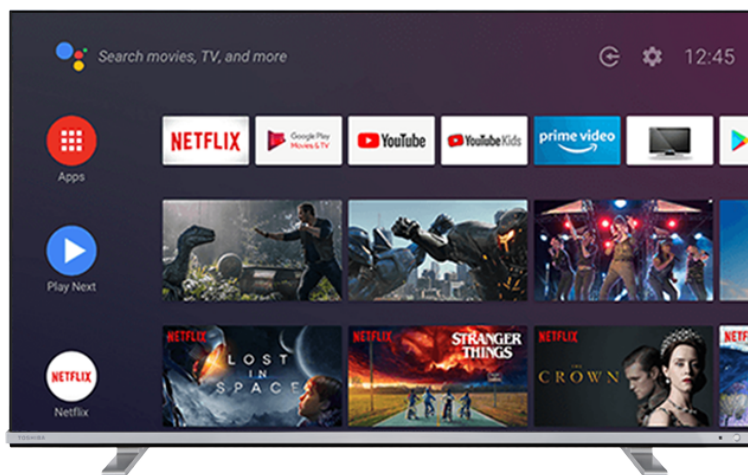 Search movies, TV, and more
12:45
Apps
NETFLIX
Google Play
Movies & TV
YouTube
YouTube Kids
prime video
Play Next
Netflix
NETFLIX
NETFLIX
LOST
IN
SPACE
NETFLIX
STRANGER
THINGS
NETFLIX
THE
CROWN
TOSHIBA